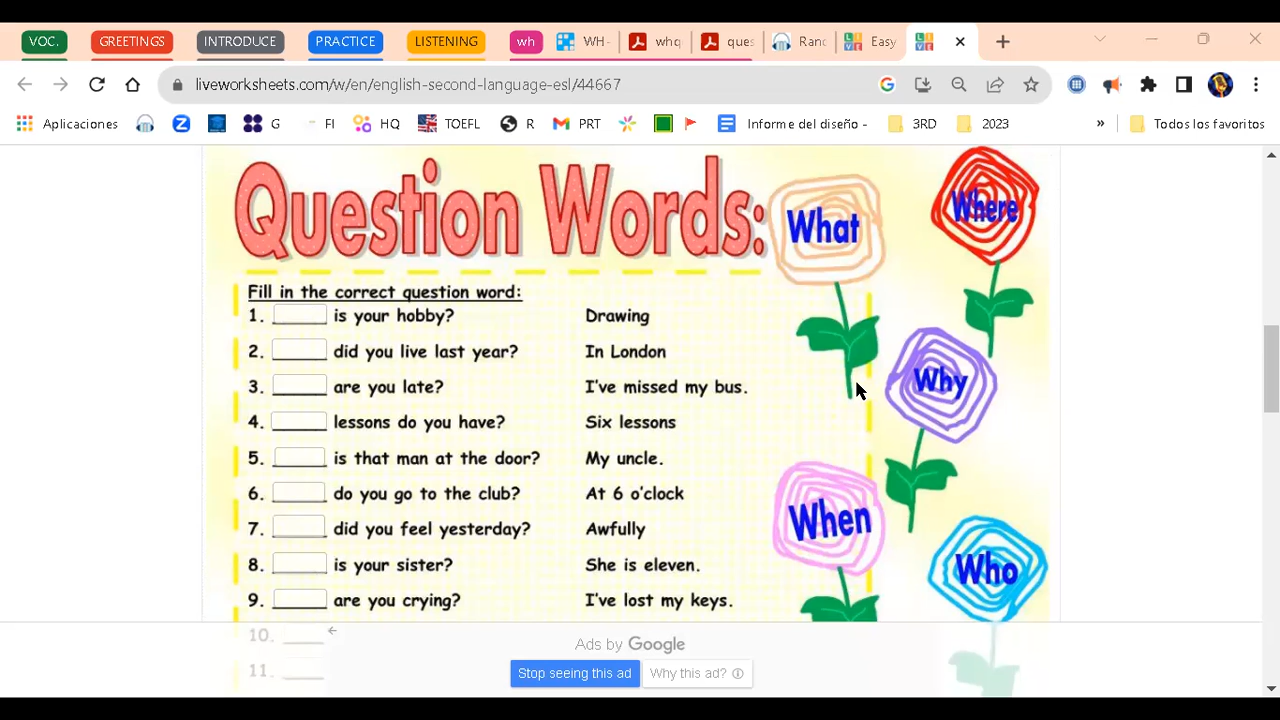 VOC. GREETINGS INTRODUCE PRACTICE LISTENING wh WH- whq ques Ranc Easy
liveworksheets.com/w/en/english-second-language-esl/44667
Aplicaciones G FI HQ TOEFL R PRT Informe del diseño - 3RD 2023 » Todos los favoritos
Question Words:
What
Where
Fill in the correct question word:
1. is your hobby? Drawing
2. did you live last year? In London
3. are you late? I've missed my bus.
Why
4. lessons do you have? Six lessons
5. is that man at the door? My uncle.
6. do you go to the club? At 6 o'clock
When
7. did you feel yesterday? Awfully
8. is your sister? She is eleven.
Who
9. are you crying? I've lost my keys.
10.
Ads by Google
11.
Stop seeing this ad Why this ad?